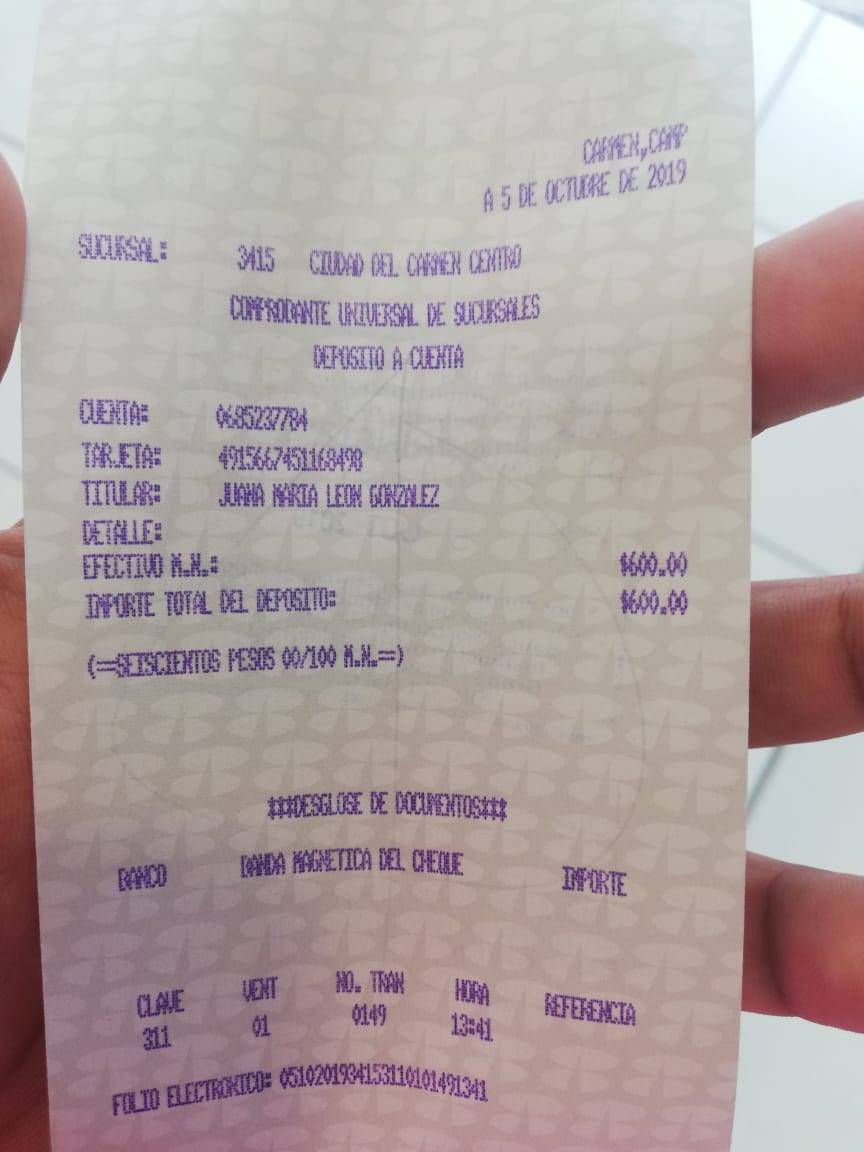 CARMEN,CAMP
A 5 DE OCTUBRE DE 2019
SUCURSAL: 3415 CIUDAD DEL CARMEN CENTRO
COMPROBANTE UNIVERSAL DE SUCURSALES
DEPOSITO A CUENTA
CUENTA: 0685237784
TARJETA: 4915667451168498
TITULAR: JUANA MARIA LEON GONZALEZ
DETALLE:
EFECTIVO M.N.: $600.00
IMPORTE TOTAL DEL DEPOSITO: $600.00
(==SEISCIENTOS PESOS 00/100 M.N.==)
***DESGLOSE DE DOCUMENTOS***
BANCO BANDA MAGNETICA DEL CHEQUE IMPORTE
CLAVE VENT NO. TRAN HORA REFERENCIA
311 01 0149 13:41
FOLIO ELECTRONICO: 0510201934153110101491341